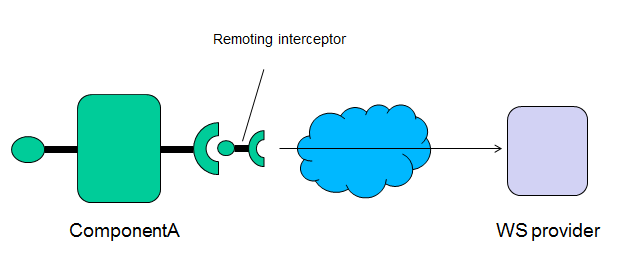 Remoting interceptor
ComponentA
WS provider